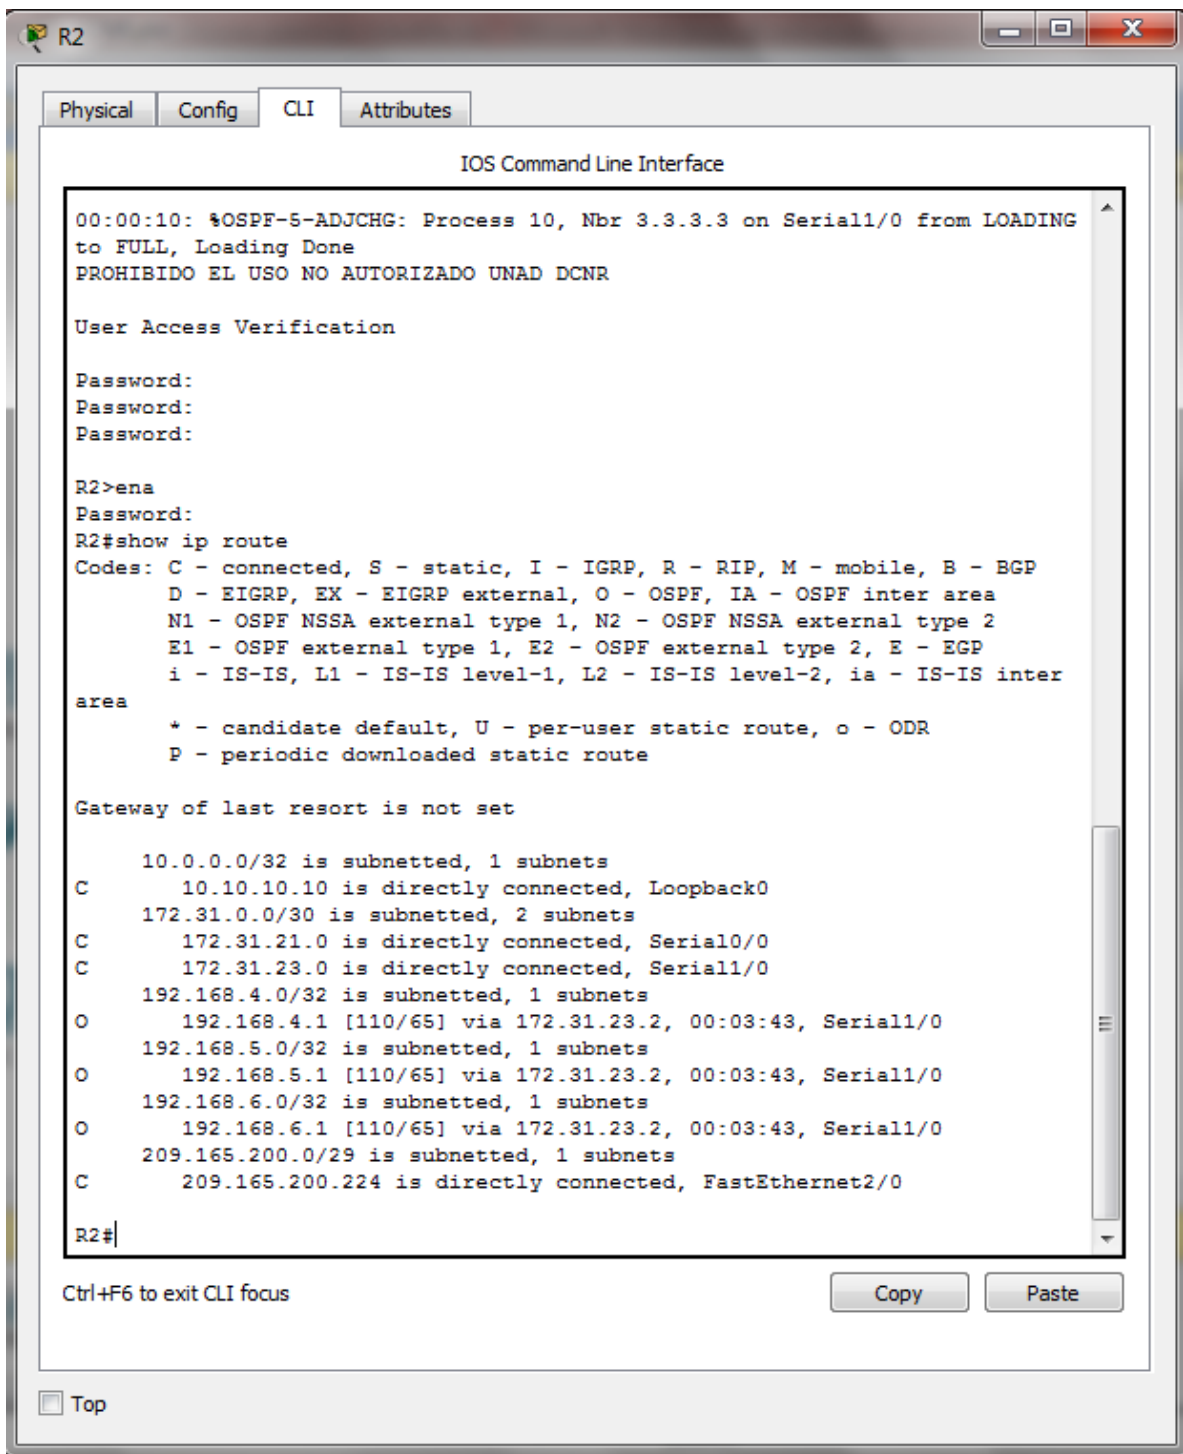 R2
Physical Config CLI Attributes
IOS Command Line Interface
00:00:10: %OSPF-5-ADJCHG: Process 10, Nbr 3.3.3.3 on Serial1/0 from LOADING
to FULL, Loading Done
PROHIBIDO EL USO NO AUTORIZADO UNAD DCNR
User Access Verification
Password:
Password:
Password:
R2>ena
Password:
R2#show ip route
Codes: C - connected, S - static, I - IGRP, R - RIP, M - mobile, B - BGP
       D - EIGRP, EX - EIGRP external, O - OSPF, IA - OSPF inter area
       N1 - OSPF NSSA external type 1, N2 - OSPF NSSA external type 2
       E1 - OSPF external type 1, E2 - OSPF external type 2, E - EGP
       i - IS-IS, L1 - IS-IS level-1, L2 - IS-IS level-2, ia - IS-IS inter
area
       * - candidate default, U - per-user static route, o - ODR
       P - periodic downloaded static route
Gateway of last resort is not set
     10.0.0.0/32 is subnetted, 1 subnets
C       10.10.10.10 is directly connected, Loopback0
     172.31.0.0/30 is subnetted, 2 subnets
C       172.31.21.0 is directly connected, Serial0/0
C       172.31.23.0 is directly connected, Serial1/0
     192.168.4.0/32 is subnetted, 1 subnets
O       192.168.4.1 [110/65] via 172.31.23.2, 00:03:43, Serial1/0
     192.168.5.0/32 is subnetted, 1 subnets
O       192.168.5.1 [110/65] via 172.31.23.2, 00:03:43, Serial1/0
     192.168.6.0/32 is subnetted, 1 subnets
O       192.168.6.1 [110/65] via 172.31.23.2, 00:03:43, Serial1/0
     209.165.200.0/29 is subnetted, 1 subnets
C       209.165.200.224 is directly connected, FastEthernet2/0
R2#
Ctrl+F6 to exit CLI focus Copy Paste
Top